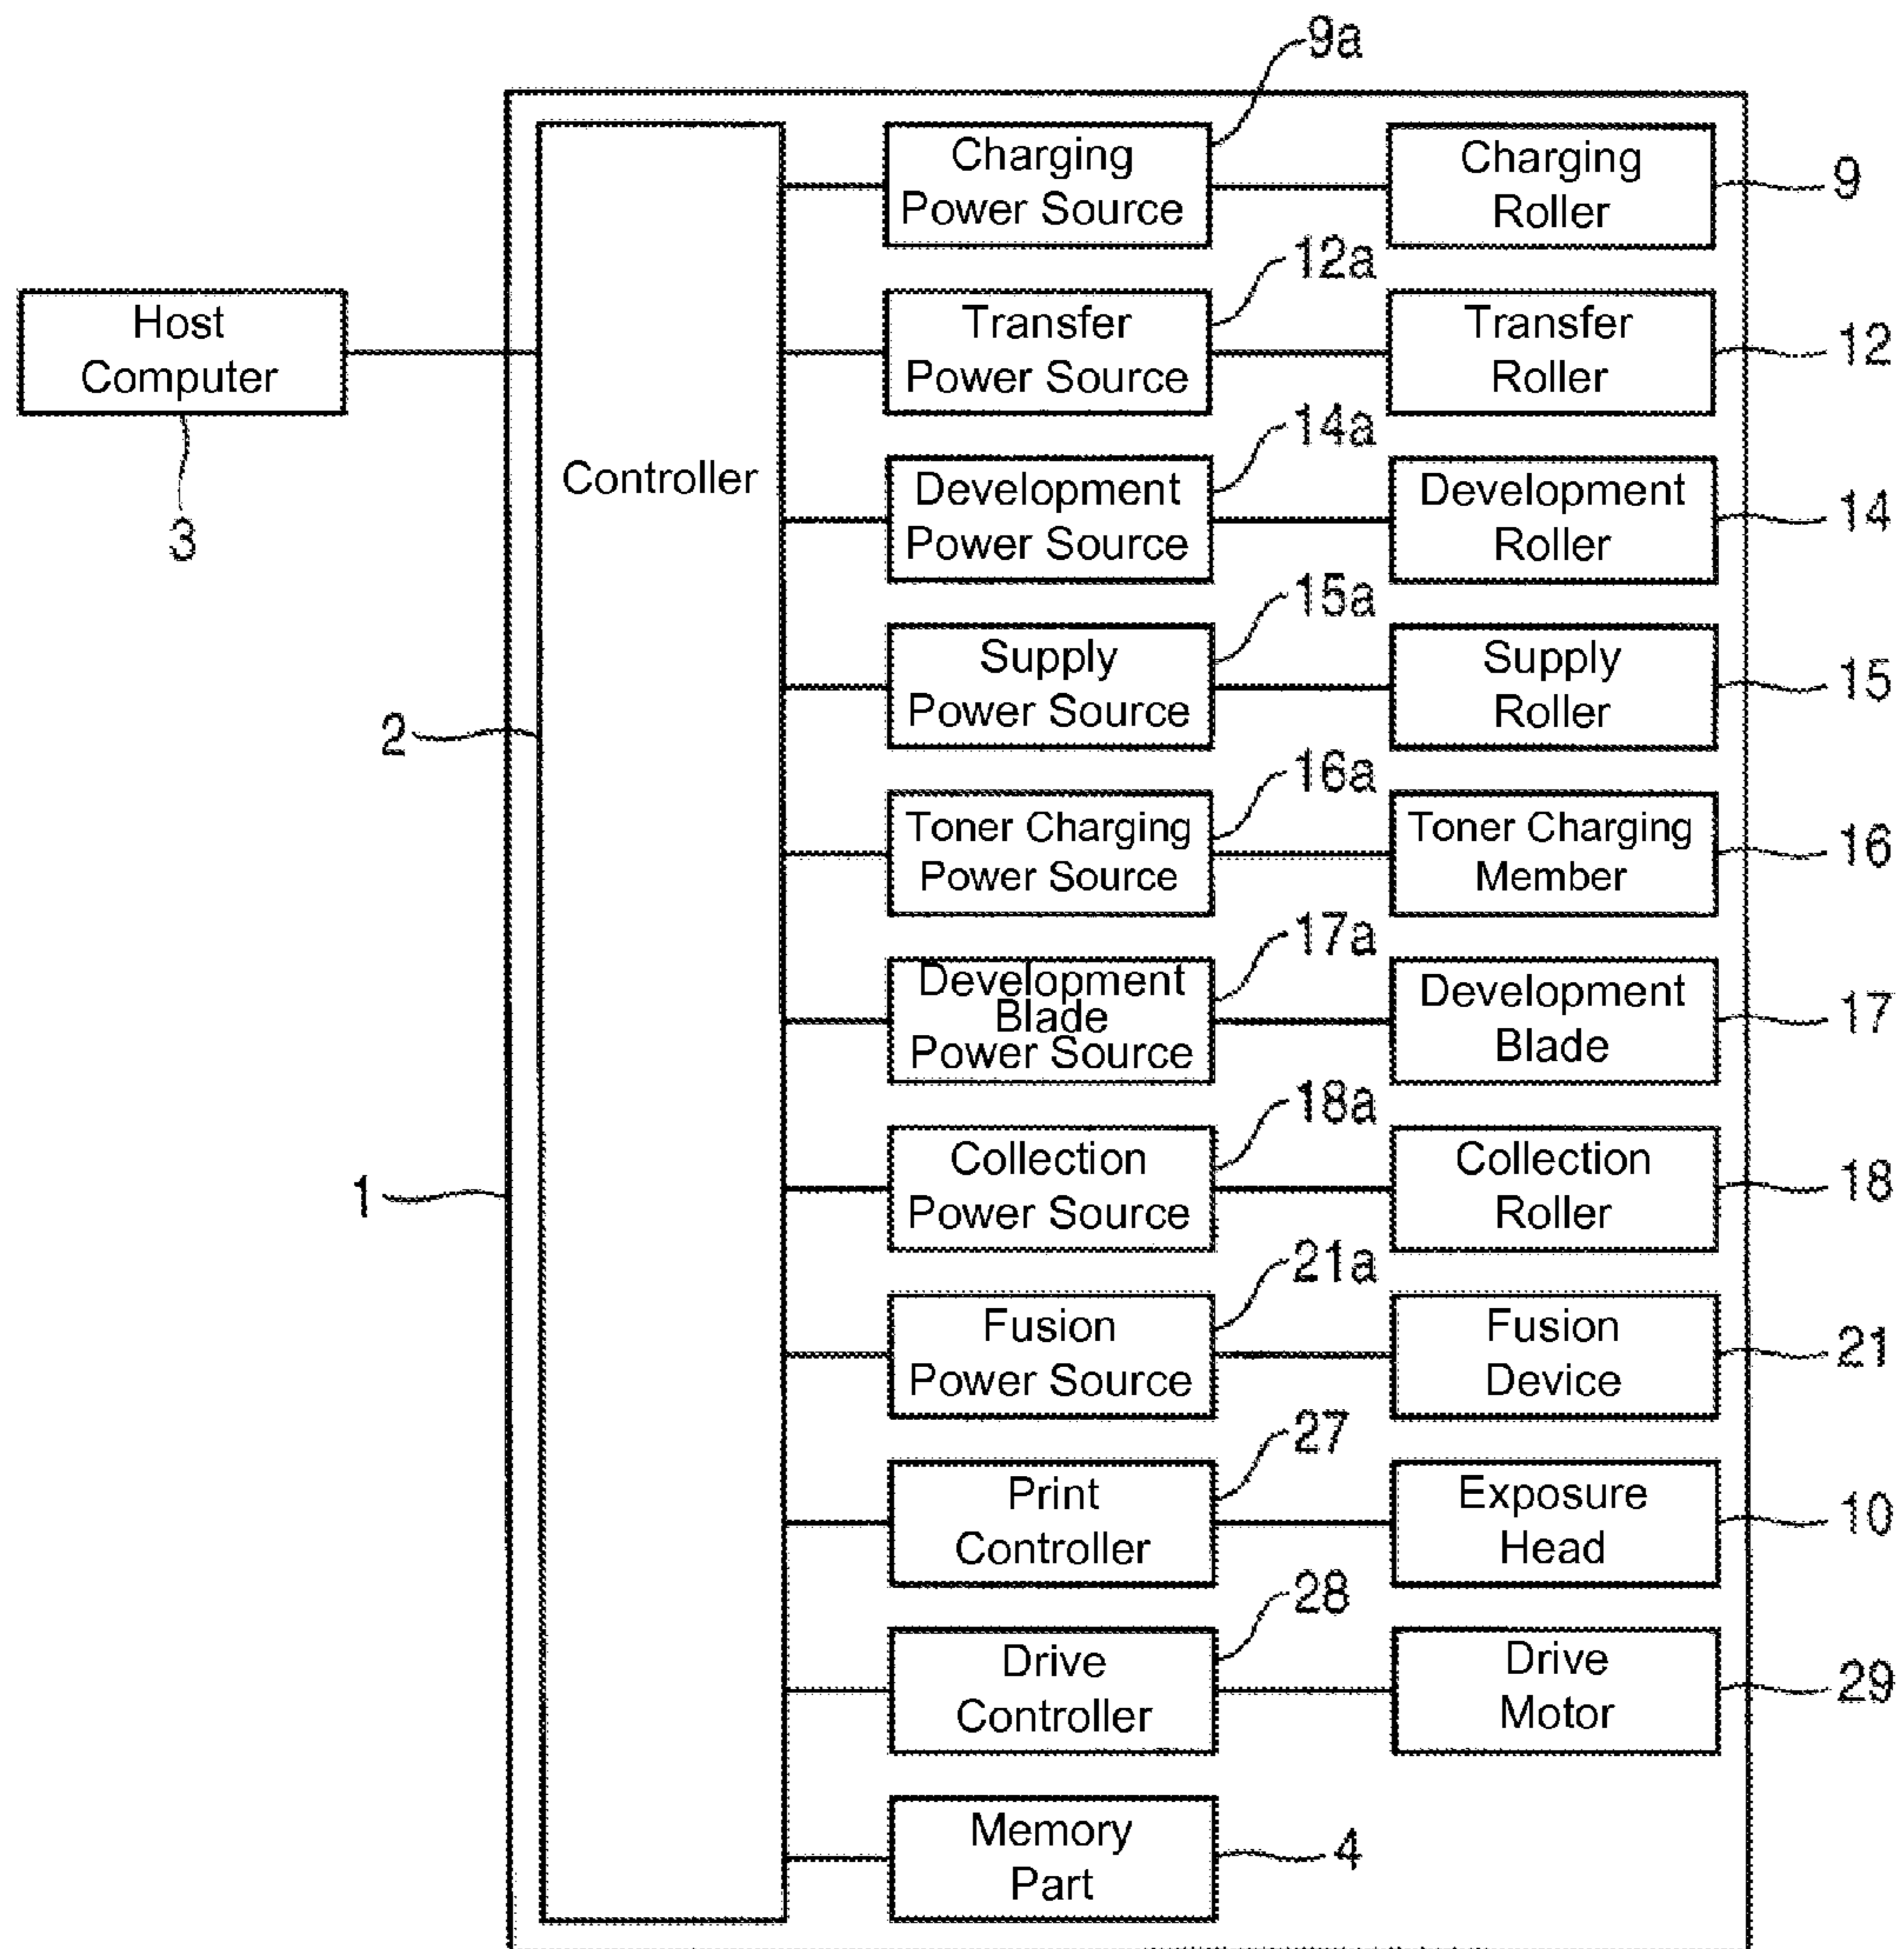 9a
Charging
Power Source
Charging
Roller
9
Host
Computer
3
12a
Transfer
Power Source
Transfer
Roller
12
Controller
14a
Development
Power Source
Development
Roller
14
15a
Supply
Power Source
Supply
Roller
15
2
16a
Toner Charging
Power Source
Toner Charging
Member
16
17a
Development
Blade
Power Source
Development
Blade
17
1
18a
Collection
Power Source
Collection
Roller
18
21a
Fusion
Power Source
Fusion
Device
21
27
Print
Controller
Exposure
Head
10
28
Drive
Controller
Drive
Motor
29
Memory
Part
4